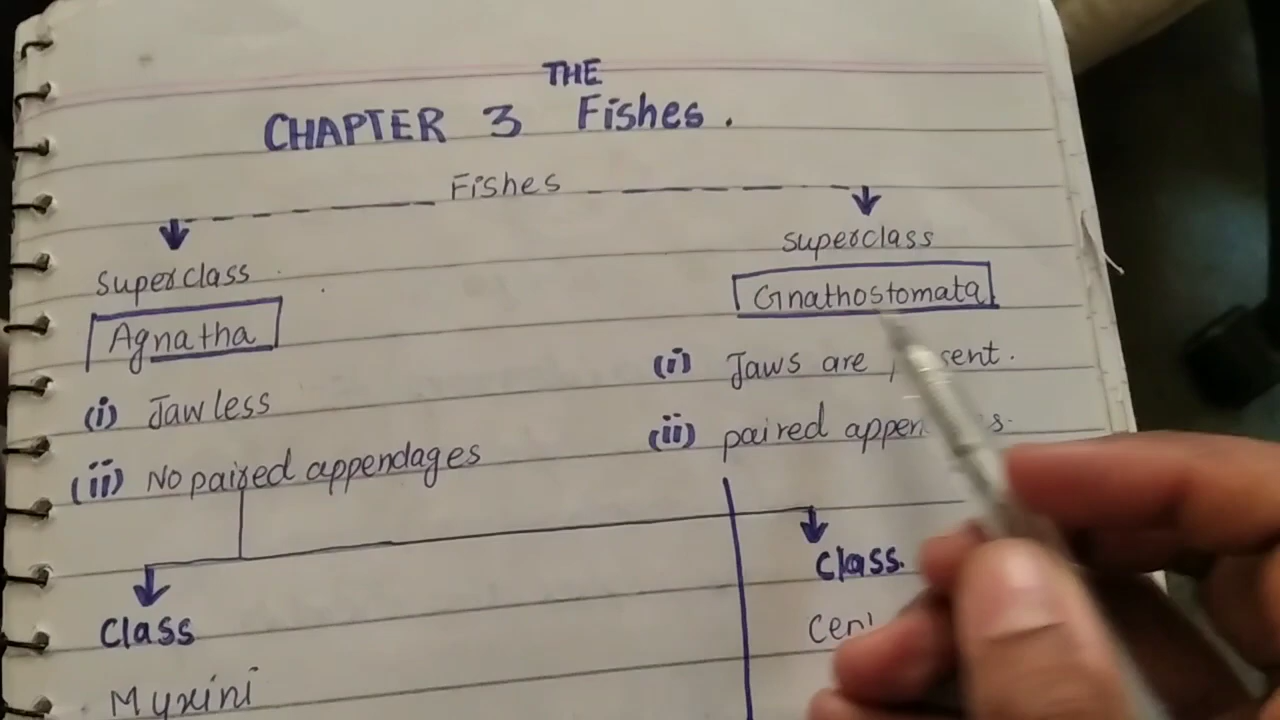 THE
CHAPTER 3 Fishes.
Fishes
Superclass
Agnatha
(i) Jawless
(ii) No paired appendages
superclass
Gnathostomata
(i) Jaws are
(ii) paired
Class
Myxini
Class.